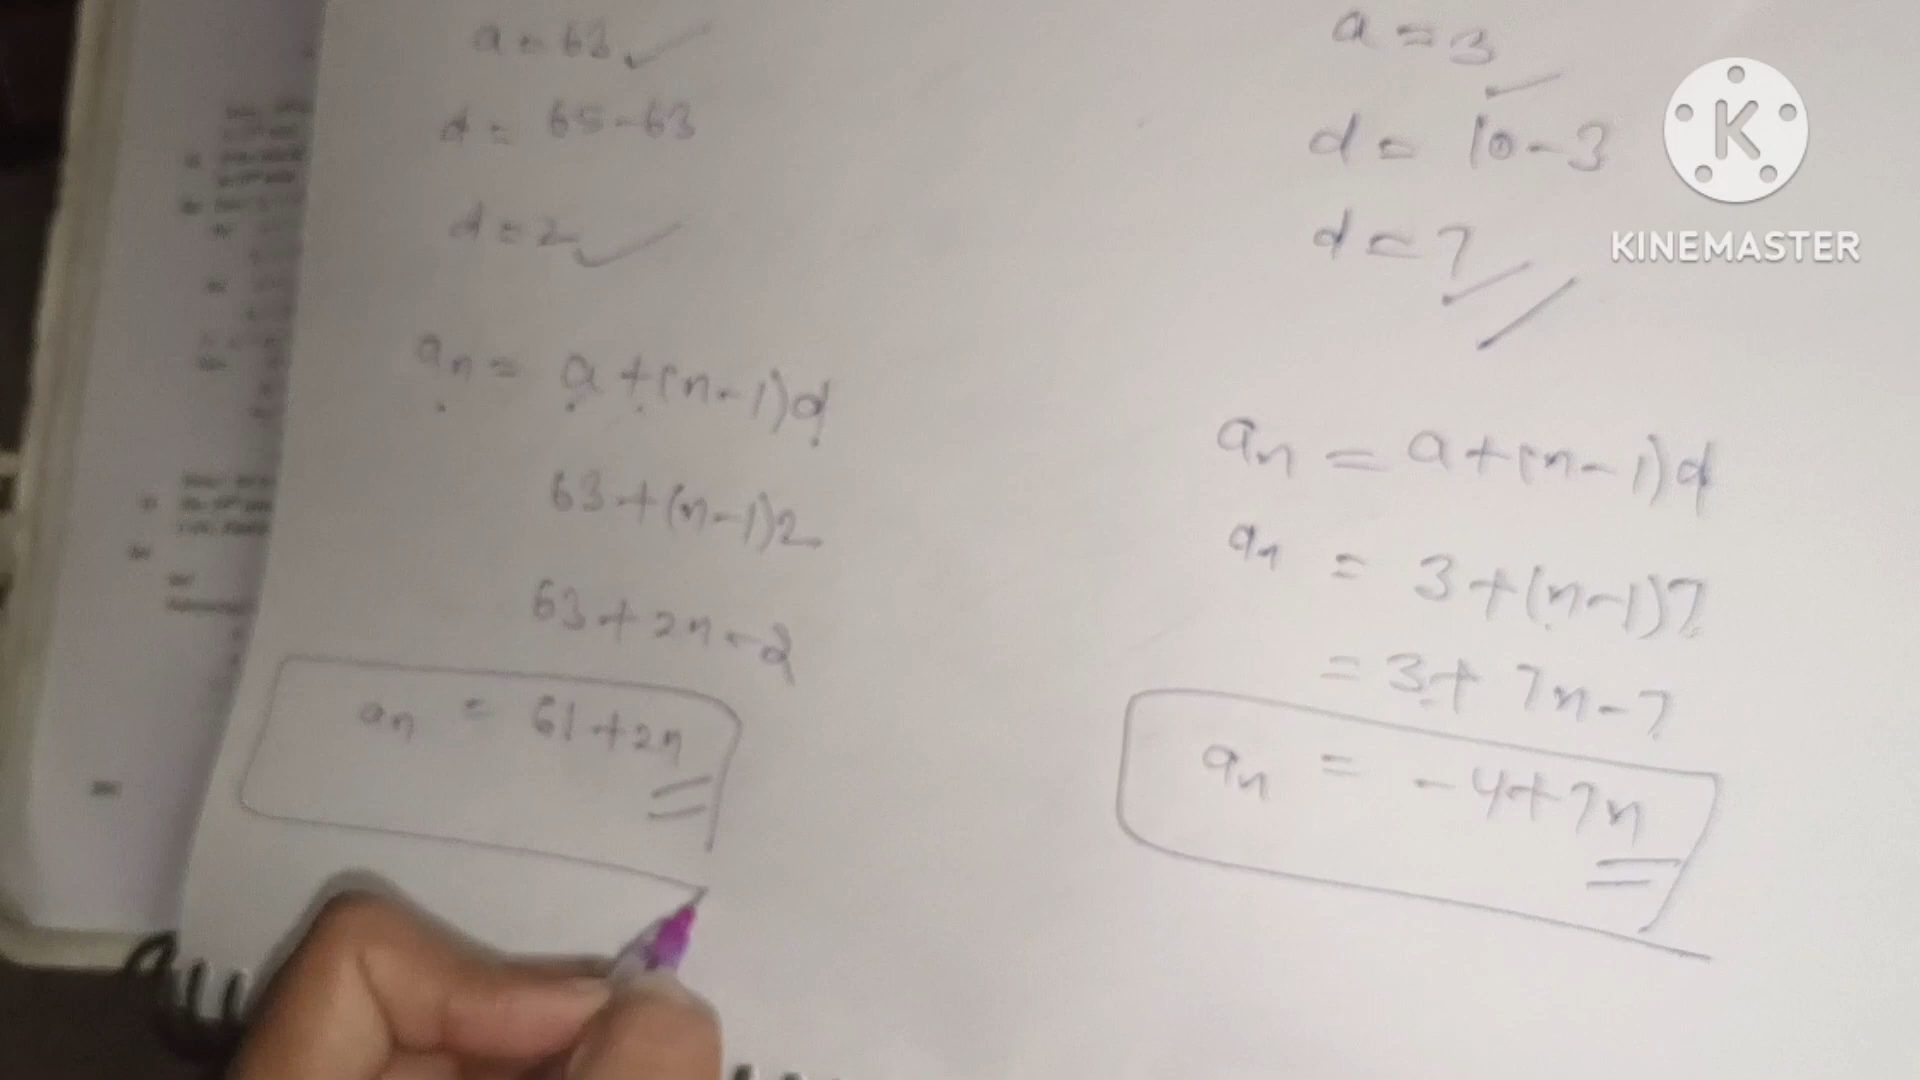 a = 63 ✓
d = 65-63
d = 2 ✓
an = a+(n-1)d
63+(n-1)2
63+2n-2
an = 61+2n
a = 3 ✓
d = 10-3
d = 7
an = a+(n-1)d
an = 3+(n-1)7
= 3+7n-7
an = -4+7n
K
KINEMASTER